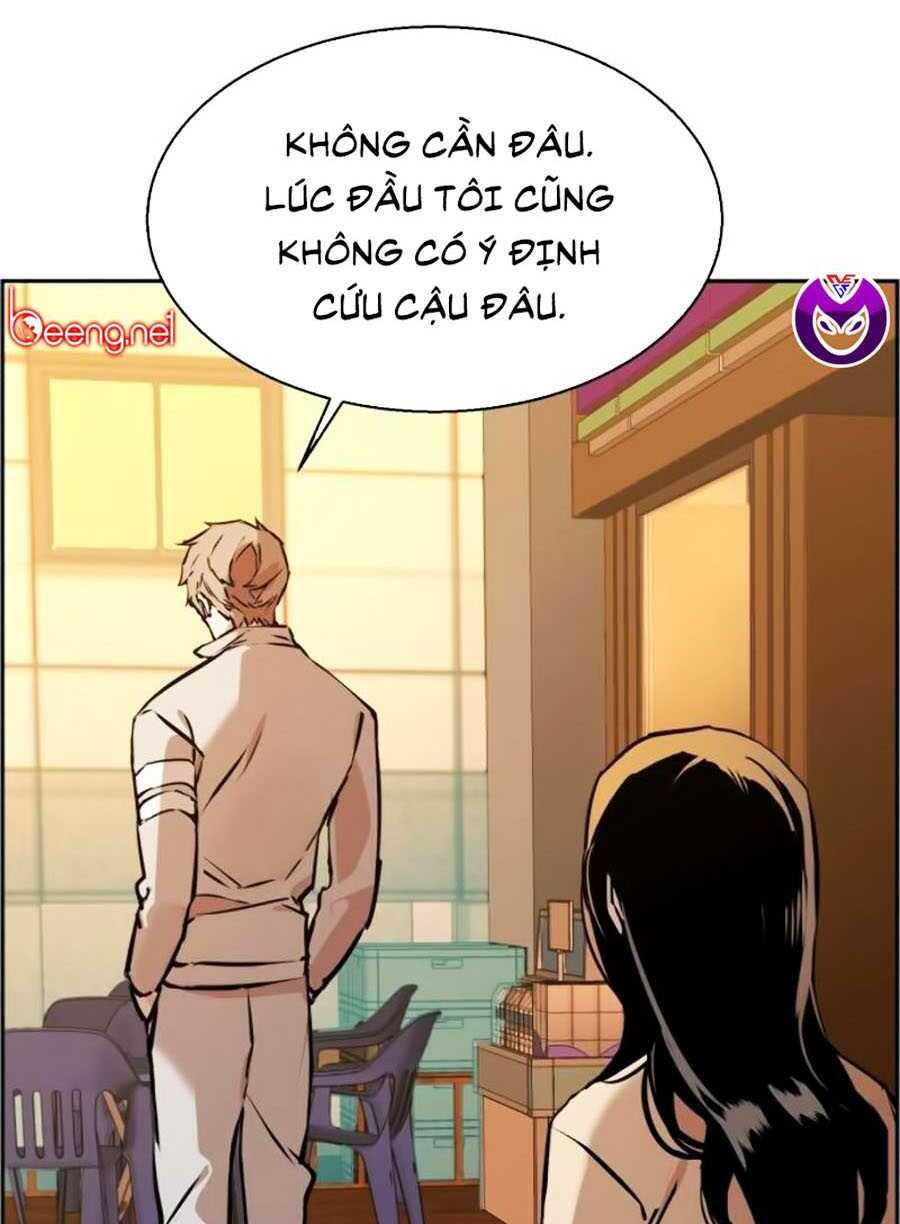 KHÔNG CẦN ĐÂU.
LÚC ĐẦU TÔI CŨNG
KHÔNG CÓ Ý ĐỊNH
CỨU CẬU ĐÂU.
beeng.net